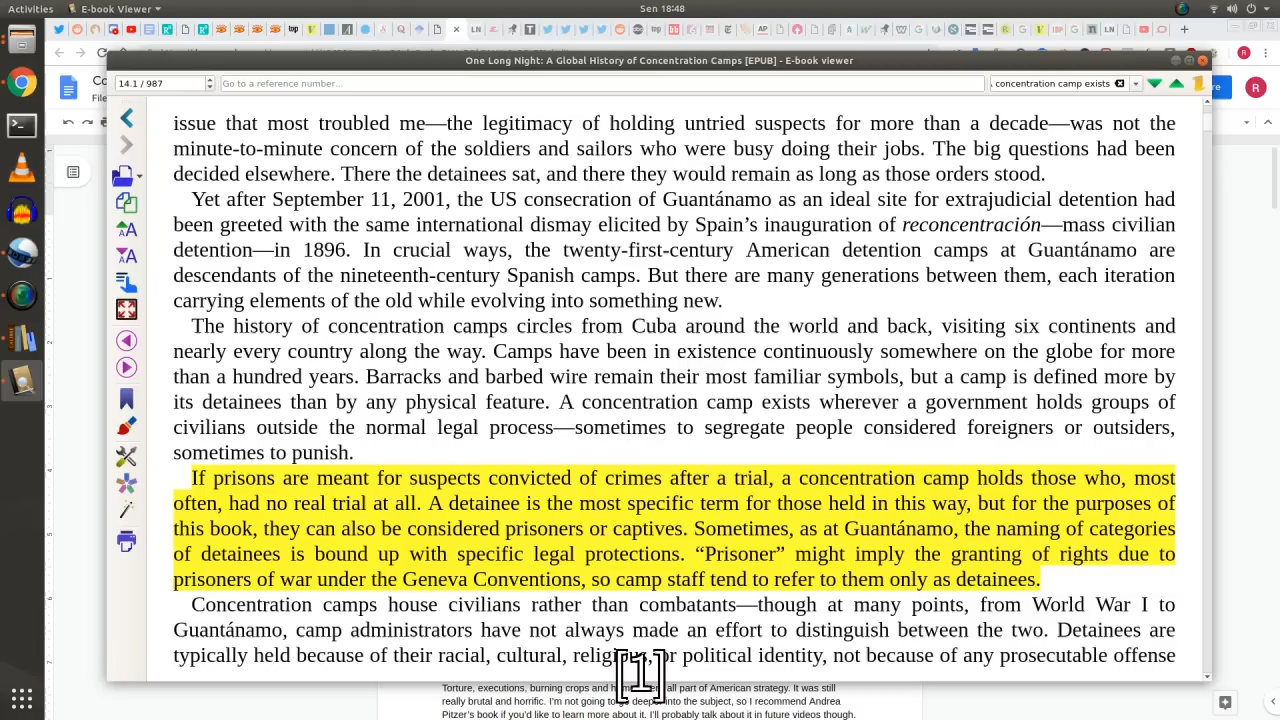 Activities
E-book Viewer
Sen 18:48
One Long Night: A Global History of Concentration Camps [EPUB] - E-book viewer
14.1 / 987
Go to a reference number...
concentration camp exists
issue that most troubled me—the legitimacy of holding untried suspects for more than a decade—was not the
minute-to-minute concern of the soldiers and sailors who were busy doing their jobs. The big questions had been
decided elsewhere. There the detainees sat, and there they would remain as long as those orders stood.
Yet after September 11, 2001, the US consecration of Guantánamo as an ideal site for extrajudicial detention had
been greeted with the same international dismay elicited by Spain’s inauguration of reconcentración—mass civilian
detention—in 1896. In crucial ways, the twenty-first-century American detention camps at Guantánamo are
descendants of the nineteenth-century Spanish camps. But there are many generations between them, each iteration
carrying elements of the old while evolving into something new.
The history of concentration camps circles from Cuba around the world and back, visiting six continents and
nearly every country along the way. Camps have been in existence continuously somewhere on the globe for more
than a hundred years. Barracks and barbed wire remain their most familiar symbols, but a camp is defined more by
its detainees than by any physical feature. A concentration camp exists wherever a government holds groups of
civilians outside the normal legal process—sometimes to segregate people considered foreigners or outsiders,
sometimes to punish.
If prisons are meant for suspects convicted of crimes after a trial, a concentration camp holds those who, most
often, had no real trial at all. A detainee is the most specific term for those held in this way, but for the purposes of
this book, they can also be considered prisoners or captives. Sometimes, as at Guantánamo, the naming of categories
of detainees is bound up with specific legal protections. “Prisoner” might imply the granting of rights due to
prisoners of war under the Geneva Conventions, so camp staff tend to refer to them only as detainees.
Concentration camps house civilians rather than combatants—though at many points, from World War I to
Guantánamo, camp administrators have not always made an effort to distinguish between the two. Detainees are
typically held because of their racial, cultural, or political identity, not because of any prosecutable offense
[1]
Torture, executions, burning crops and all part of American strategy. It was still
really brutal and horrific. I'm not going to into the subject, so I recommend Andrea
Pitzer's book if you'd like to learn more about it. I'll probably talk about it in future videos though.